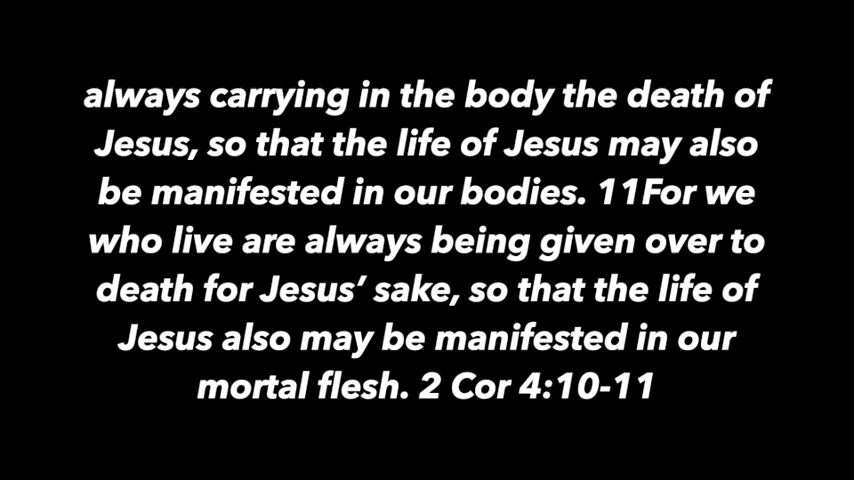 always carrying in the body the death of
Jesus, so that the life of Jesus may also
be manifested in our bodies. 11For we
who live are always being given over to
death for Jesus’ sake, so that the life of
Jesus also may be manifested in our
mortal flesh. 2 Cor 4:10-11